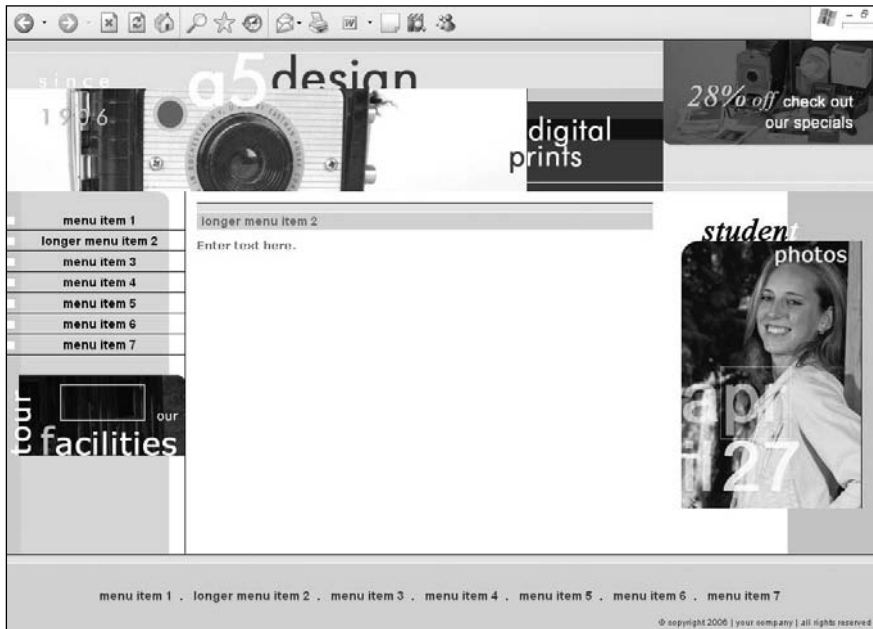 since
1906
a5design
digital
prints
28% off check out
our specials
menu item 1
longer menu item 2
menu item 3
menu item 4
menu item 5
menu item 6
menu item 7
tour
our
facilities
longer menu item 2
Enter text here.
student
photos
apr
il 27
menu item 1 . longer menu item 2 . menu item 3 . menu item 4 . menu item 5 . menu item 6 . menu item 7
© copyright 2006 | your company | all rights reserved